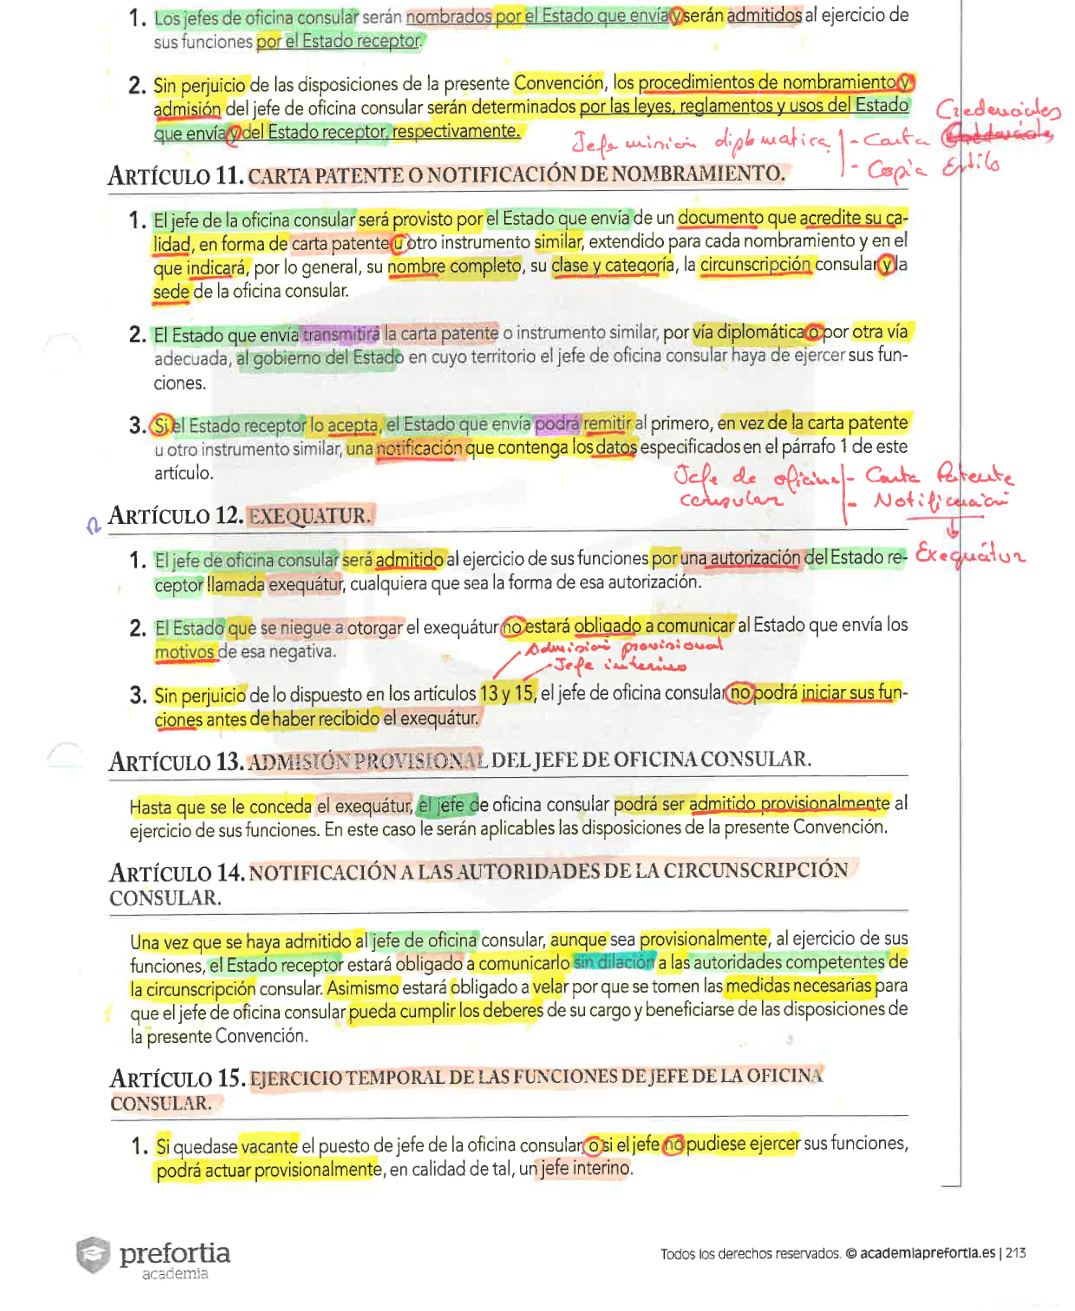 1. Los jefes de oficina consular serán nombrados por el Estado que envía y serán admitidos al ejercicio de
sus funciones por el Estado receptor.
2. Sin perjuicio de las disposiciones de la presente Convención, los procedimientos de nombramiento y
admisión del jefe de oficina consular serán determinados por las leyes, reglamentos y usos del Estado
que envía y del Estado receptor, respectivamente.
Credenciales
Jefe misión diplomática - Carta
- Copia Estilo
ARTÍCULO 11. CARTA PATENTE O NOTIFICACIÓN DE NOMBRAMIENTO.
1. El jefe de la oficina consular será provisto por el Estado que envía de un documento que acredite su ca-
lidad, en forma de carta patente u otro instrumento similar, extendido para cada nombramiento y en el
que indicará, por lo general, su nombre completo, su clase y categoría, la circunscripción consular y la
sede de la oficina consular.
2. El Estado que envía transmitirá la carta patente o instrumento similar, por vía diplomática o por otra vía
adecuada, al gobierno del Estado en cuyo territorio el jefe de oficina consular haya de ejercer sus fun-
ciones.
3. Si el Estado receptor lo acepta, el Estado que envía podrá remitir al primero, en vez de la carta patente
u otro instrumento similar, una notificación que contenga los datos especificados en el párrafo 1 de este
artículo.
Jefe de oficina - Carta Patente
consular - Notificación
ARTÍCULO 12. EXEQUATUR.
1. El jefe de oficina consular será admitido al ejercicio de sus funciones por una autorización del Estado re-
Exequátur
ceptor llamada exequátur, cualquiera que sea la forma de esa autorización.
2. El Estado que se niegue a otorgar el exequátur no estará obligado a comunicar al Estado que envía los
motivos de esa negativa.
Admisión provisional
Jefe interino
3. Sin perjuicio de lo dispuesto en los artículos 13 y 15, el jefe de oficina consular no podrá iniciar sus fun-
ciones antes de haber recibido el exequátur.
ARTÍCULO 13. ADMISIÓN PROVISIONAL DEL JEFE DE OFICINA CONSULAR.
Hasta que se le conceda el exequátur, el jefe de oficina consular podrá ser admitido provisionalmente al
ejercicio de sus funciones. En este caso le serán aplicables las disposiciones de la presente Convención.
ARTÍCULO 14. NOTIFICACIÓN A LAS AUTORIDADES DE LA CIRCUNSCRIPCIÓN
CONSULAR.
Una vez que se haya admitido al jefe de oficina consular, aunque sea provisionalmente, al ejercicio de sus
funciones, el Estado receptor estará obligado a comunicarlo sin dilación a las autoridades competentes de
la circunscripción consular. Asimismo estará obligado a velar por que se tomen las medidas necesarias para
que el jefe de oficina consular pueda cumplir los deberes de su cargo y beneficiarse de las disposiciones de
la presente Convención.
ARTÍCULO 15. EJERCICIO TEMPORAL DE LAS FUNCIONES DE JEFE DE LA OFICINA
CONSULAR.
1. Si quedase vacante el puesto de jefe de la oficina consular o si el jefe no pudiese ejercer sus funciones,
podrá actuar provisionalmente, en calidad de tal, un jefe interino.
prefortia
academia
Todos los derechos reservados. © academiaprefortia.es | 213